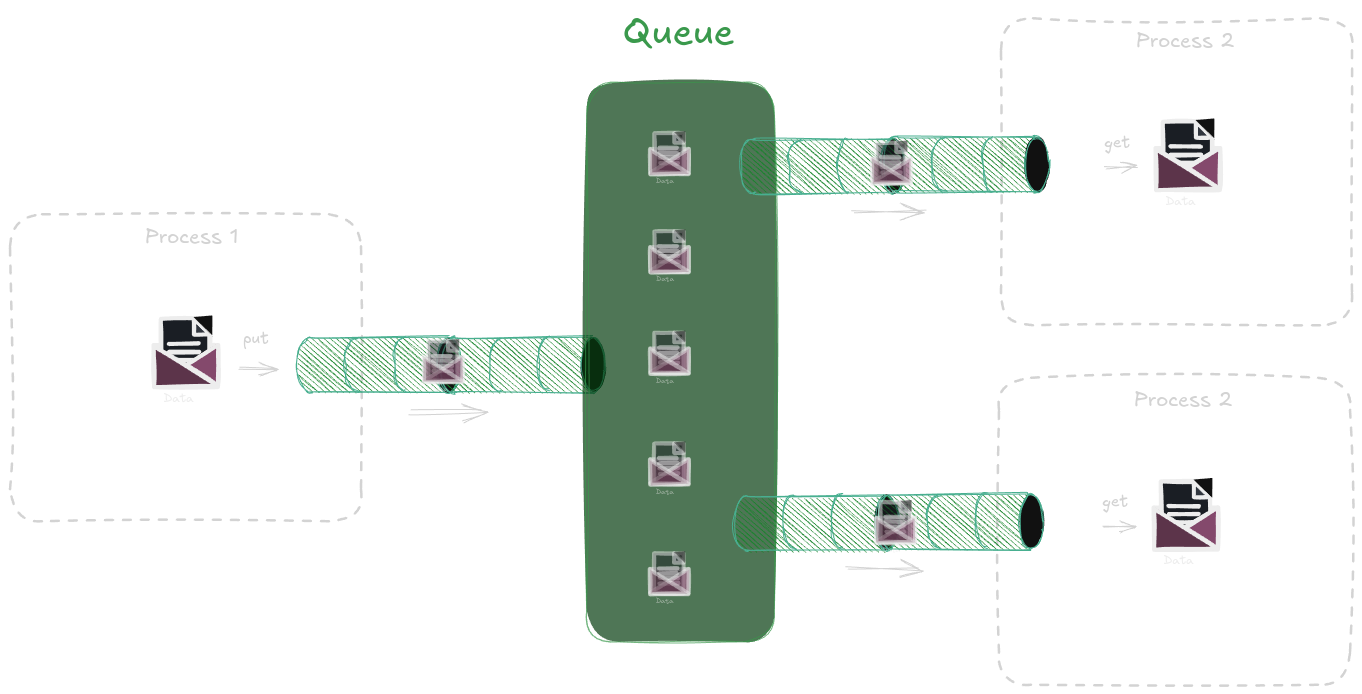 Queue
Process 2
get
Data
Data
Data
Process 1
put
Data
Data
Process 2
Data
get
Data
Data